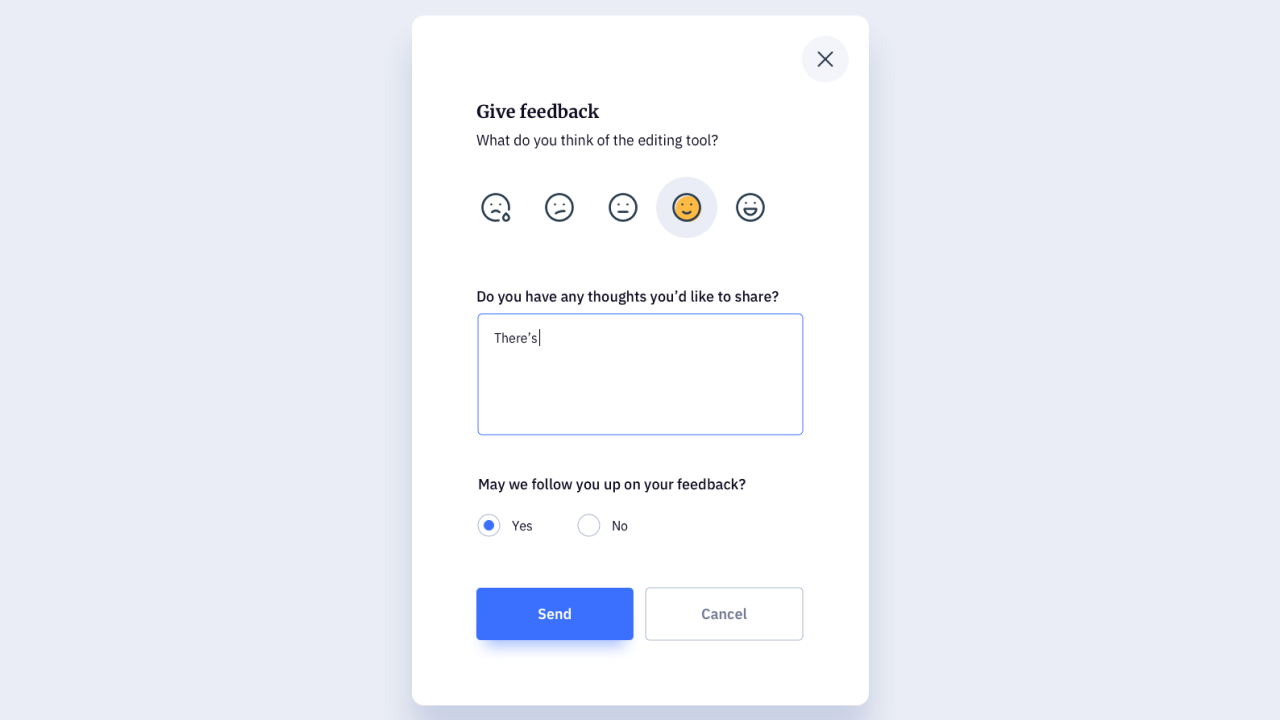 Give feedback
What do you think of the editing tool?
Do you have any thoughts you’d like to share?
There’s
May we follow you up on your feedback?
Yes No
Send Cancel